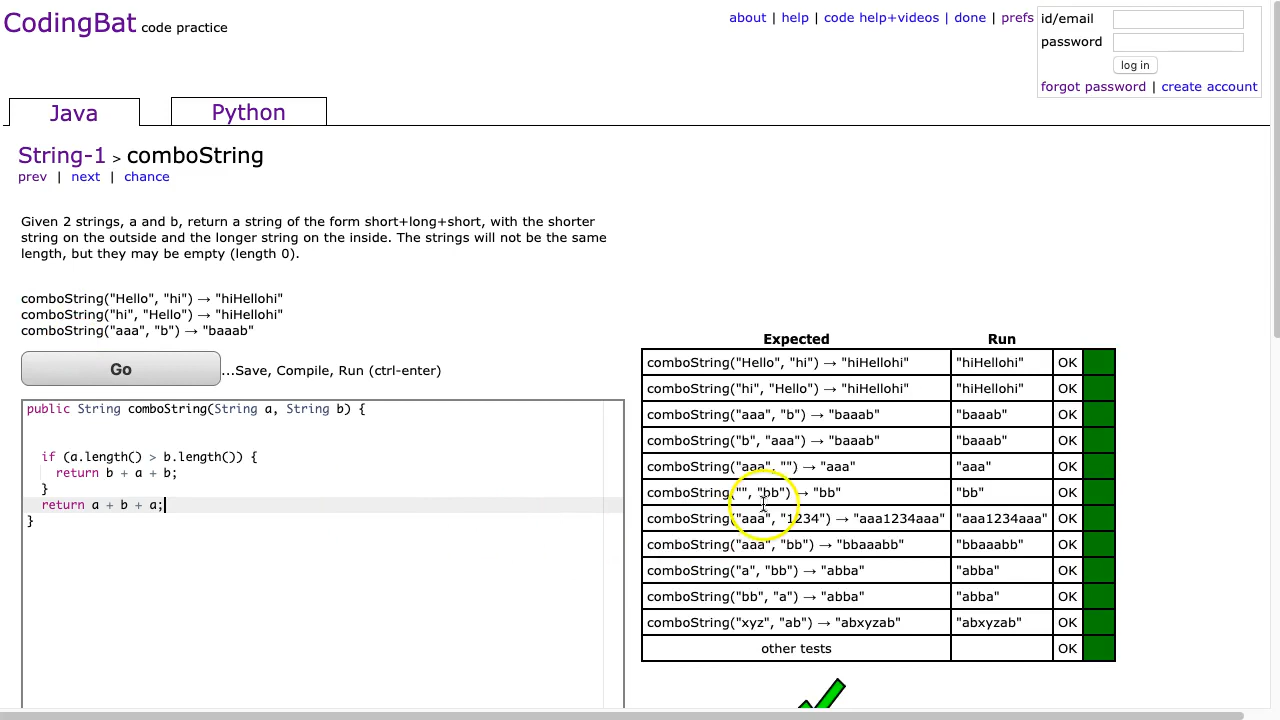 CodingBat code practice
about | help | code help+videos | done | prefs
id/email
password
log in
forgot password | create account
Java
Python
String-1 > comboString
prev | next | chance
Given 2 strings, a and b, return a string of the form short+long+short, with the shorter
string on the outside and the longer string on the inside. The strings will not be the same
length, but they may be empty (length 0).
comboString("Hello", "hi") → "hiHellohi"
comboString("hi", "Hello") → "hiHellohi"
comboString("aaa", "b") → "baaab"
Go ...Save, Compile, Run (ctrl-enter)
public String comboString(String a, String b) {
if (a.length() > b.length()) {
return b + a + b;
}
return a + b + a;
}
Expected Run
comboString("Hello", "hi") → "hiHellohi" "hiHellohi" OK
comboString("hi", "Hello") → "hiHellohi" "hiHellohi" OK
comboString("aaa", "b") → "baaab" "baaab" OK
comboString("b", "aaa") → "baaab" "baaab" OK
comboString("aaa", "") → "aaa" "aaa" OK
comboString("", "bb") → "bb" "bb" OK
comboString("aaa", "1234") → "aaa1234aaa" "aaa1234aaa" OK
comboString("aaa", "bb") → "bbaaabb" "bbaaabb" OK
comboString("a", "bb") → "abba" "abba" OK
comboString("bb", "a") → "abba" "abba" OK
comboString("xyz", "ab") → "abxyzab" "abxyzab" OK
other tests OK